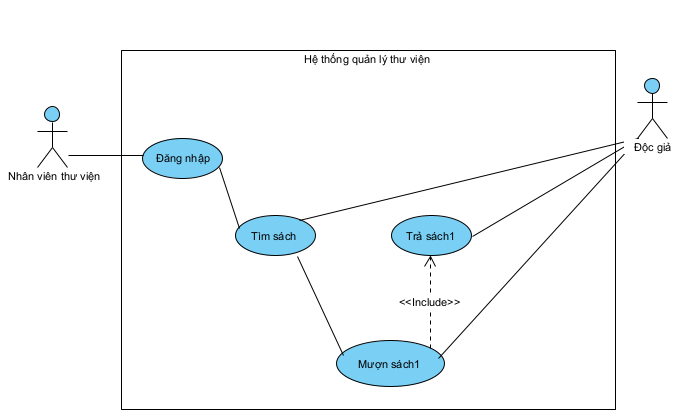 Hệ thống quản lý thư viện
Nhân viên thư viện
Độc giả
Đăng nhập
Tìm sách
Trả sách1
<<Include>>
Mượn sách1